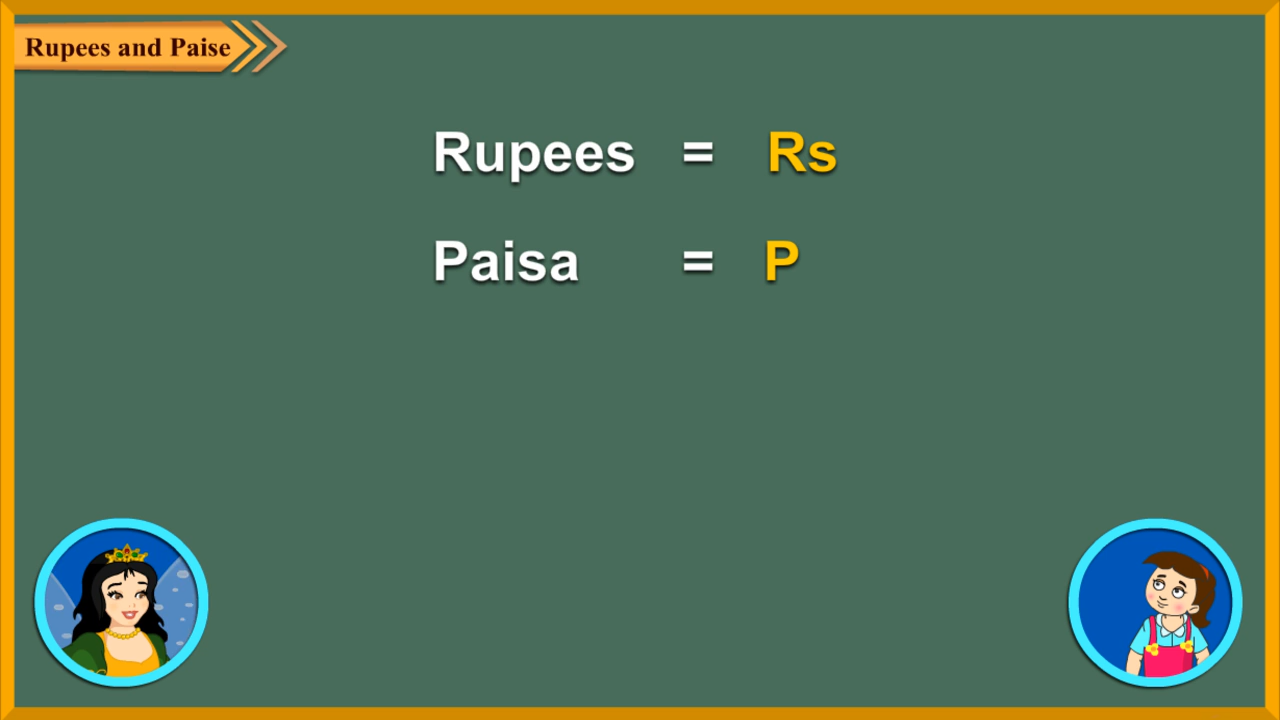 Rupees and Paise
Rupees = Rs
Paisa = P